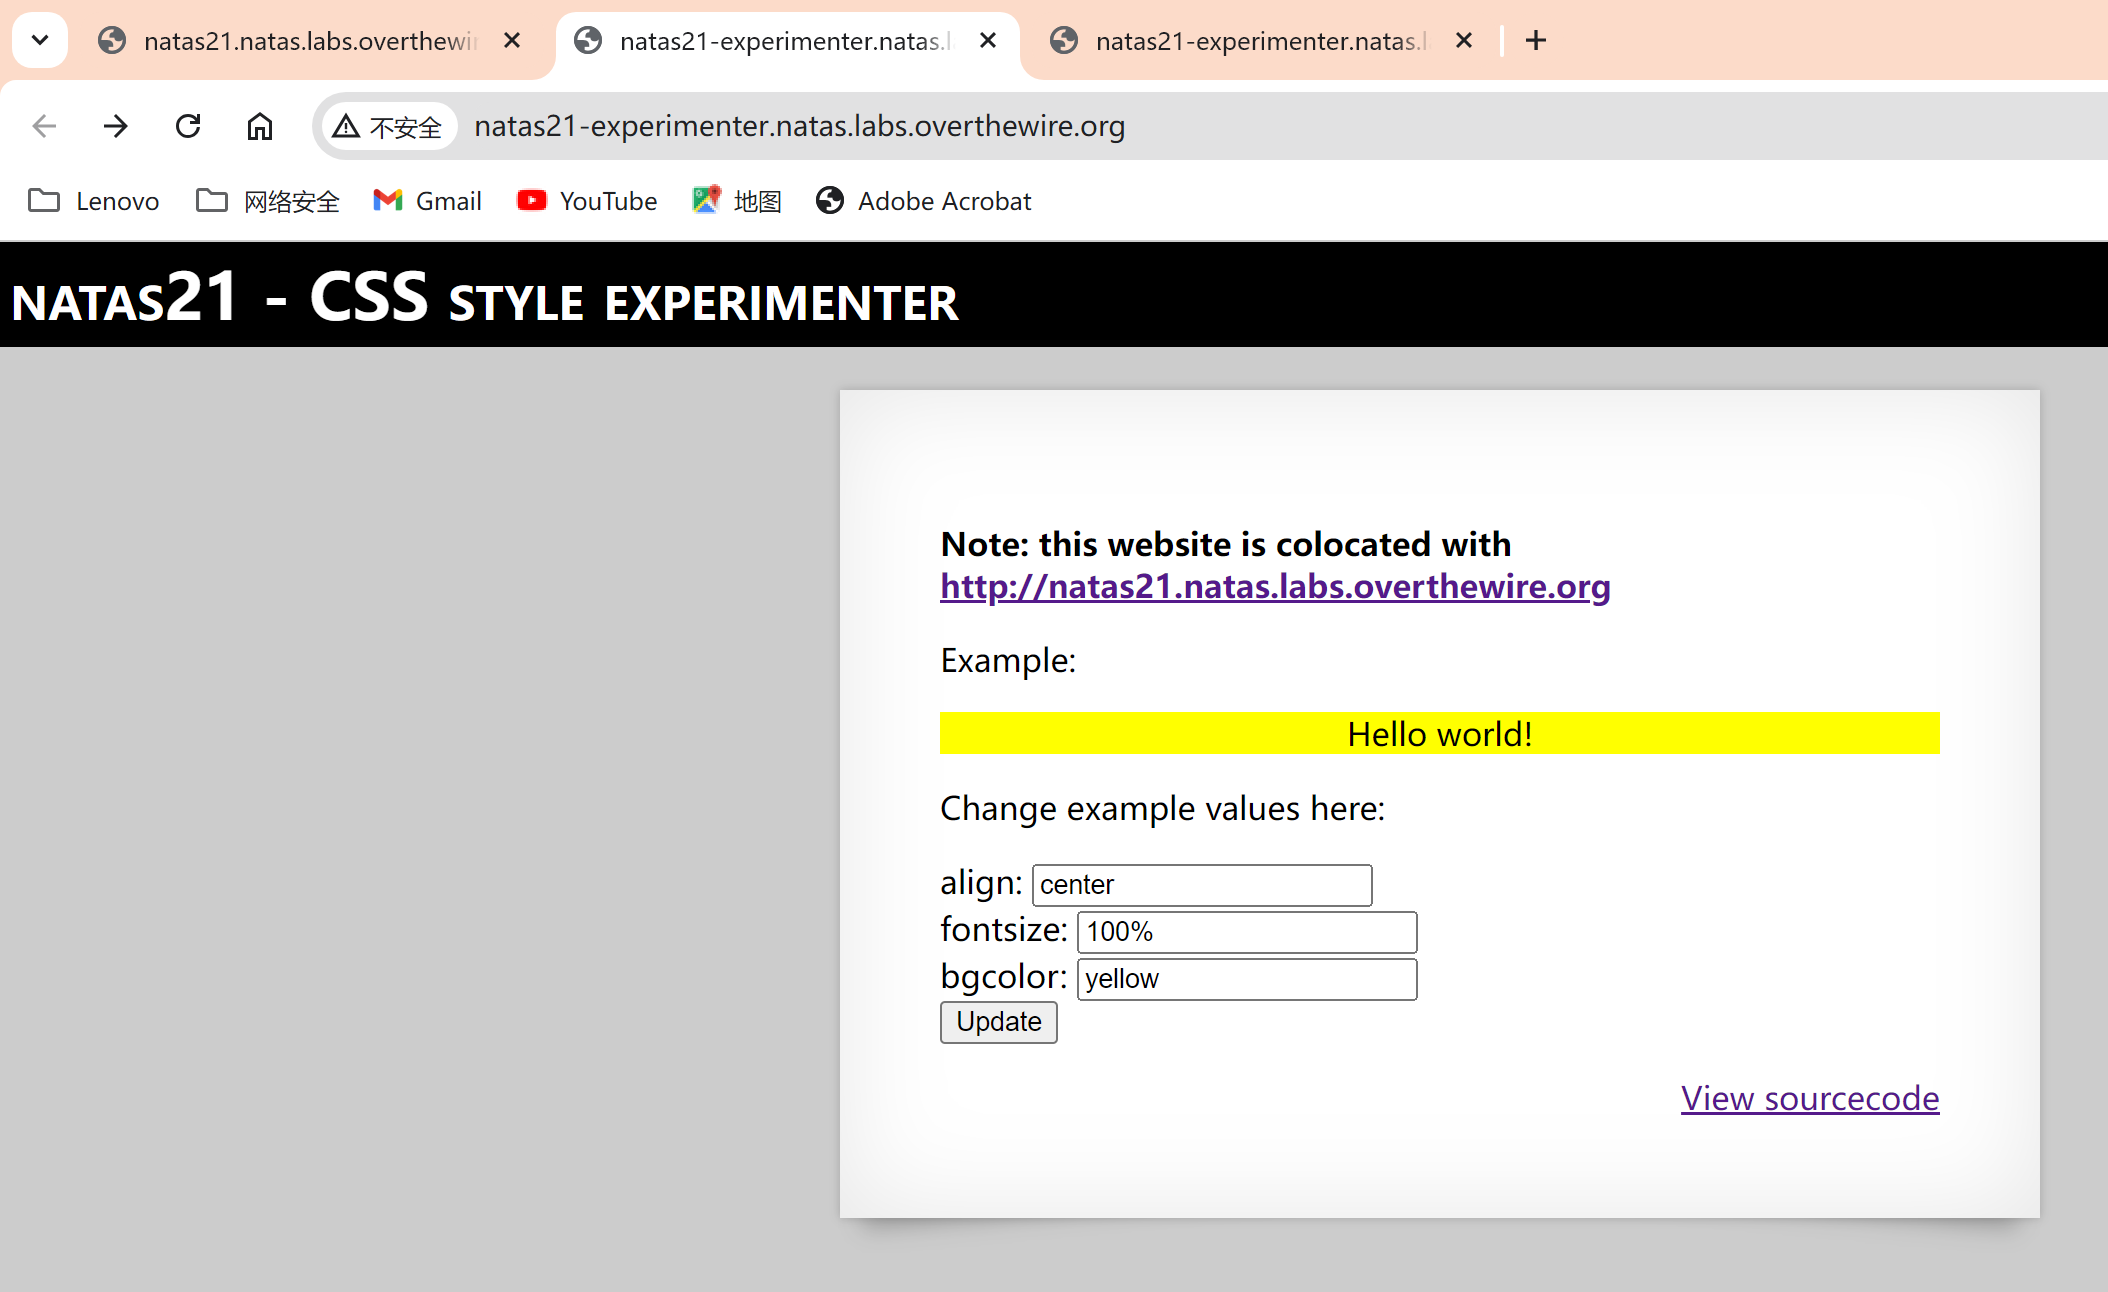 natas21.natas.labs.overthewir
natas21-experimenter.natas.l
natas21-experimenter.natas.l
不安全 natas21-experimenter.natas.labs.overthewire.org
Lenovo 网络安全 Gmail YouTube 地图 Adobe Acrobat
NATAS21 - CSS STYLE EXPERIMENTER
Note: this website is colocated with
http://natas21.natas.labs.overthewire.org
Example:
Hello world!
Change example values here:
align: center
fontsize: 100%
bgcolor: yellow
Update
View sourcecode